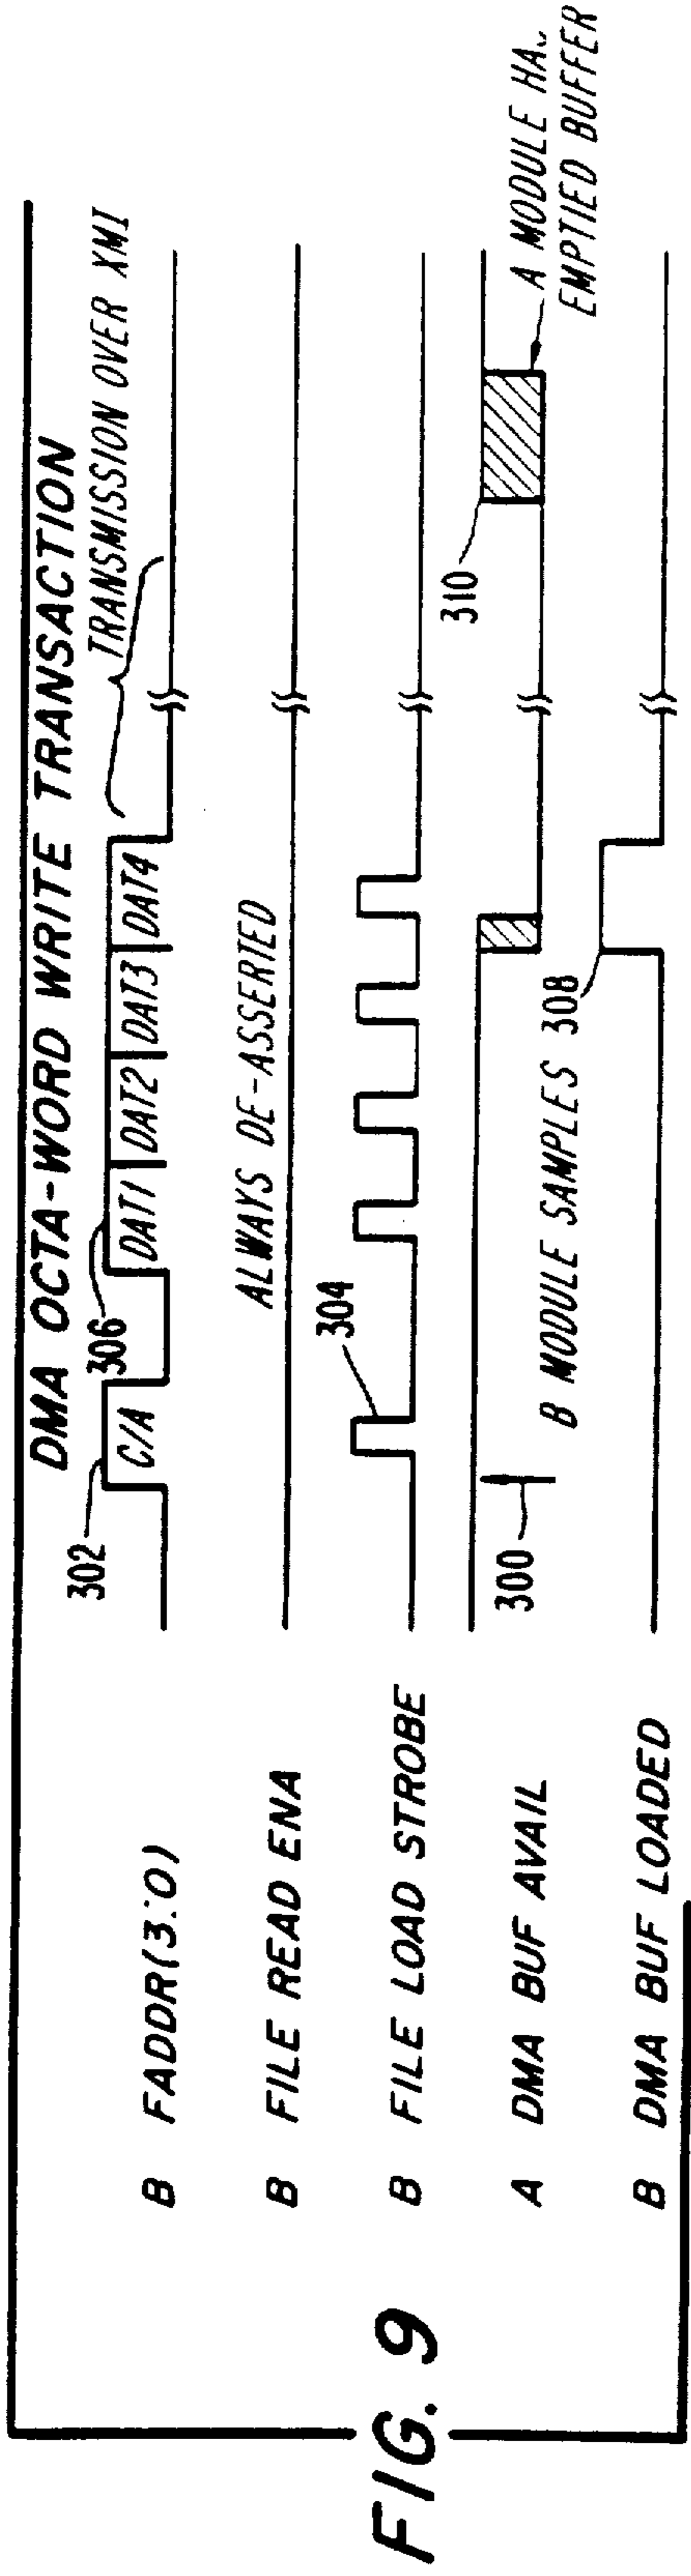 DMA OCTA-WORD WRITE TRANSACTION
TRANSMISSION OVER XMI
302
306
B FADDR(3:0)
C/A
DAT1 DAT2 DAT3 DAT4
B FILE READ ENA
ALWAYS DE-ASSERTED
304
B FILE LOAD STROBE
310
A DMA BUF AVAIL
300
A MODULE HA
EMPTIED BUFFER
B MODULE SAMPLES 308
B DMA BUF LOADED
FIG. 9